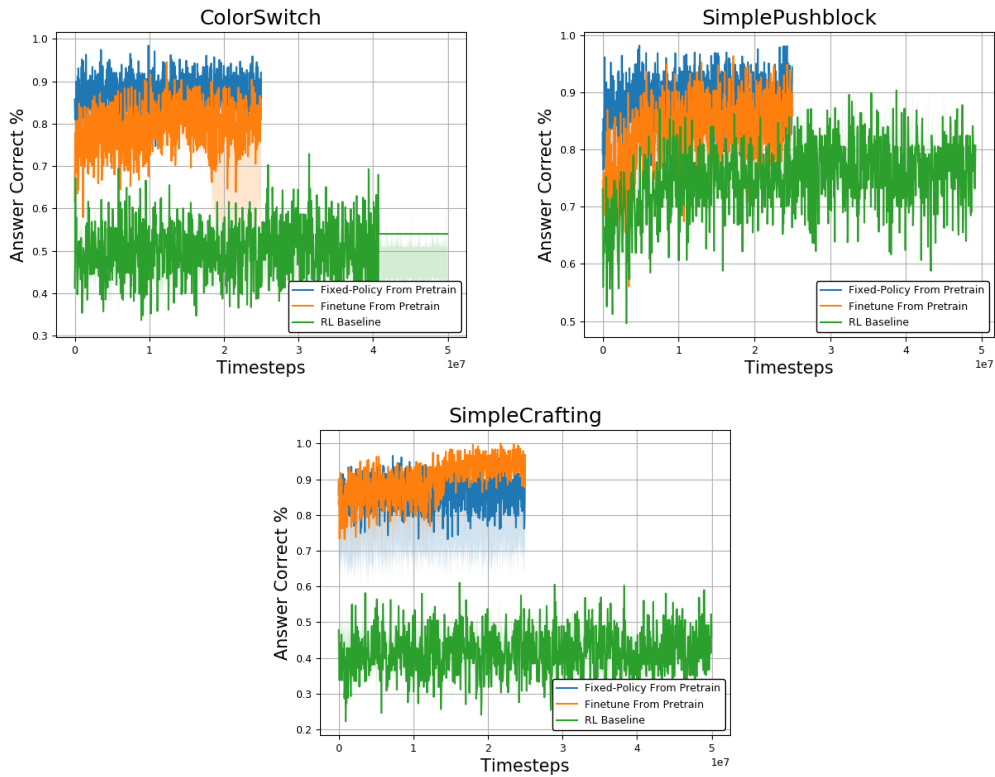 ColorSwitch
Answer Correct %
1.0
0.9
0.8
0.7
0.6
0.5
0.4
0.3
Fixed-Policy From Pretrain
Finetune From Pretrain
RL Baseline
0 1 2 3 4 5
1e7
Timesteps
SimplePushblock
Answer Correct %
1.0
0.9
0.8
0.7
0.6
0.5
Fixed-Policy From Pretrain
Finetune From Pretrain
RL Baseline
0 1 2 3 4 5
1e7
Timesteps
SimpleCrafting
Answer Correct %
1.0
0.9
0.8
0.7
0.6
0.5
0.4
0.3
0.2
Fixed-Policy From Pretrain
Finetune From Pretrain
RL Baseline
0 1 2 3 4 5
1e7
Timesteps